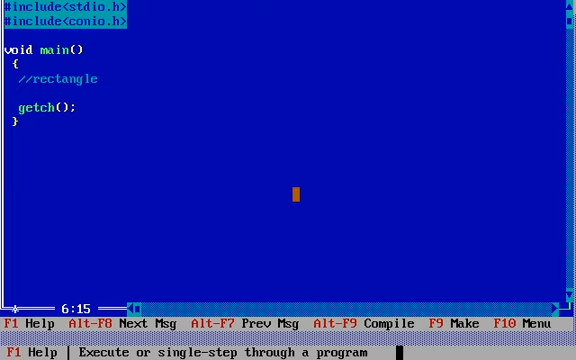 #include<stdio.h>
#include<conio.h>
void main()
{
//rectangle
getch();
}
6:15
F1 Help Alt-F8 Next Msg Alt-F7 Prev Msg Alt-F9 Compile F9 Make F10 Menu
F1 Help | Execute or single-step through a program